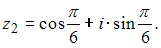 z₂ = cos π/6 + i · sin π/6.